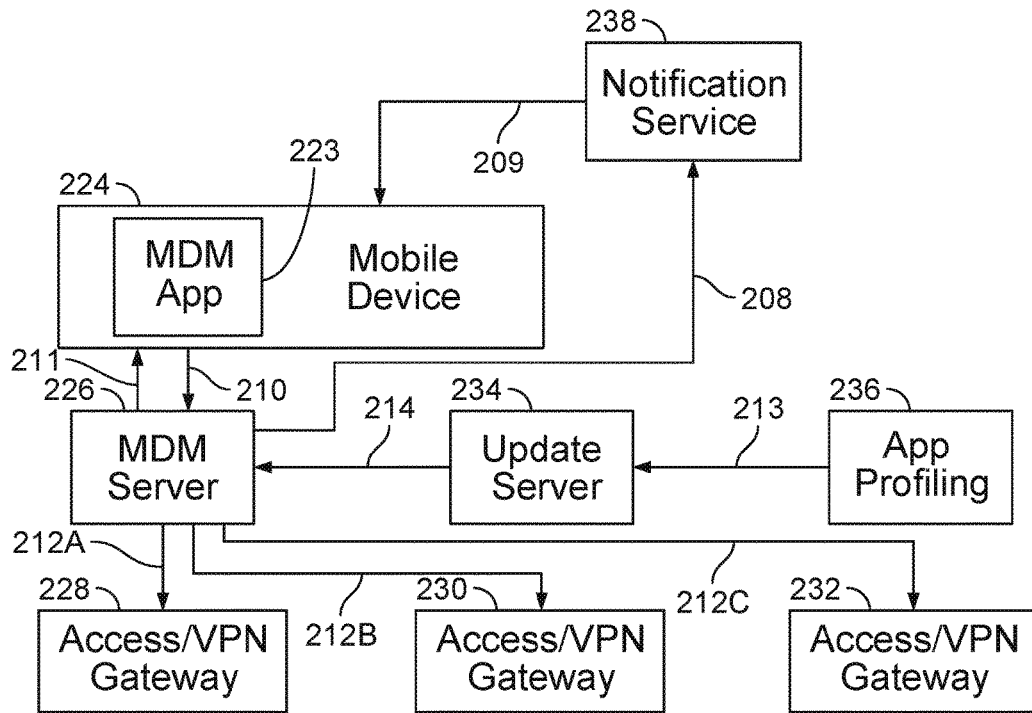 238
Notification
Service
209
223
224
MDM
App
Mobile
Device
208
211
210
226
MDM
Server
214
234
Update
Server
213
236
App
Profiling
212A
212B
212C
228
Access/VPN
Gateway
230
Access/VPN
Gateway
232
Access/VPN
Gateway